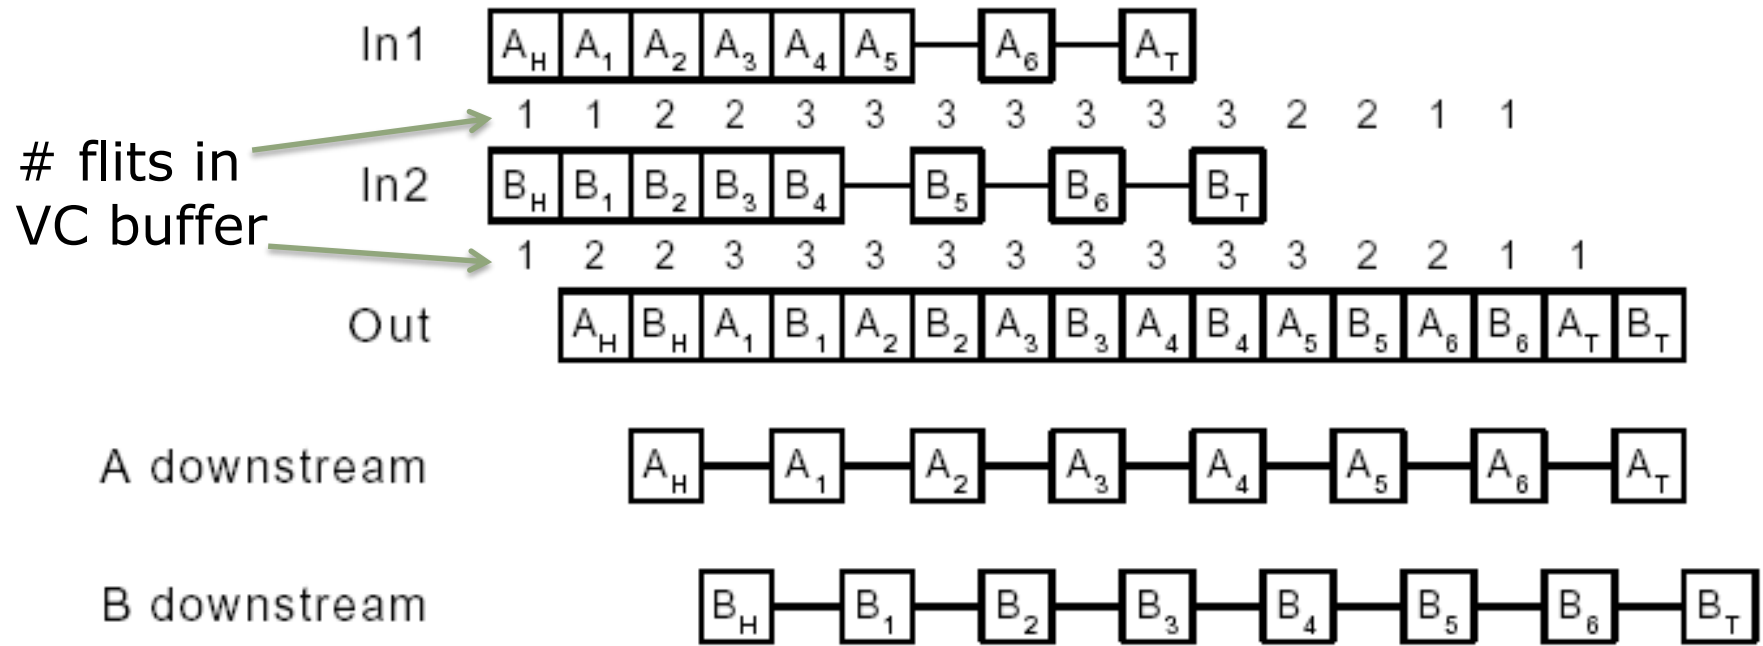 In1 A_H A_1 A_2 A_3 A_4 A_5 A_6 A_T
1 1 2 2 3 3 3 3 3 3 3 2 2 1 1
# flits in
VC buffer
In2 B_H B_1 B_2 B_3 B_4 B_5 B_6 B_T
1 2 2 3 3 3 3 3 3 3 3 3 2 2 1 1
Out A_H B_H A_1 B_1 A_2 B_2 A_3 B_3 A_4 B_4 A_5 B_5 A_6 B_6 A_T B_T
A downstream A_H A_1 A_2 A_3 A_4 A_5 A_6 A_T
B downstream B_H B_1 B_2 B_3 B_4 B_5 B_6 B_T